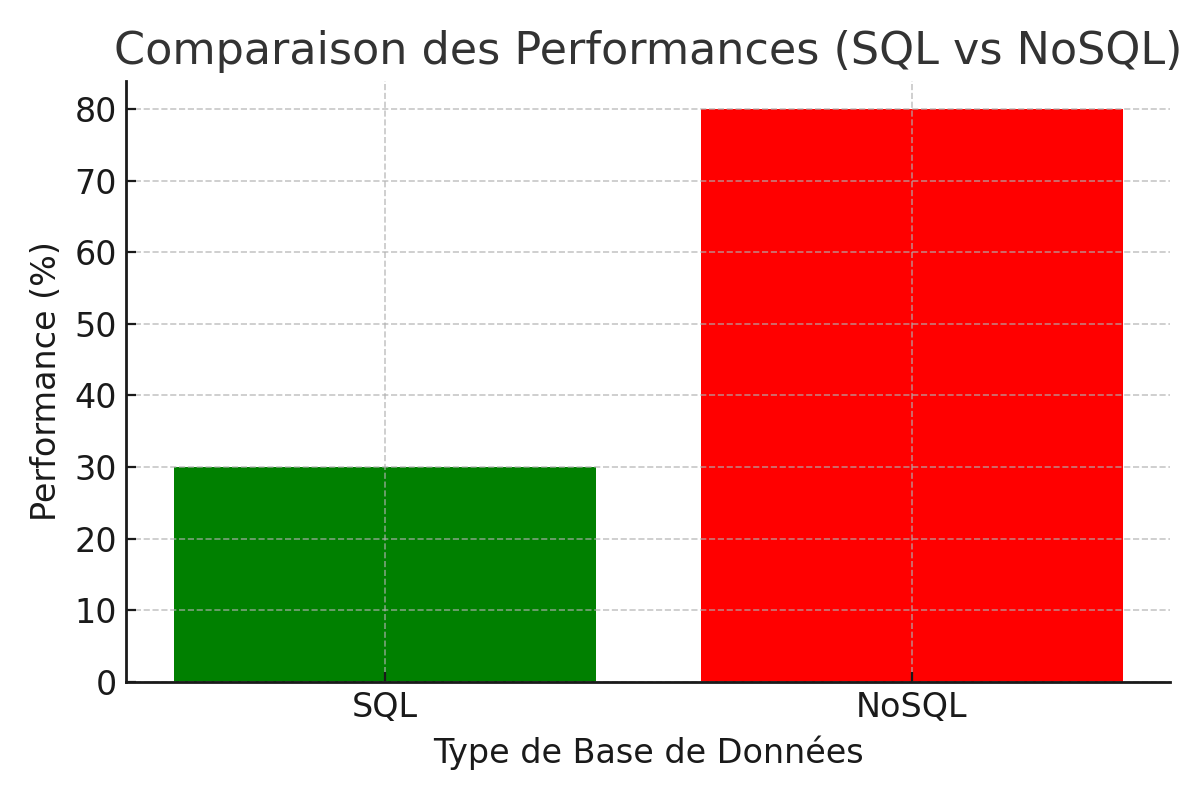 Comparaison des Performances (SQL vs NoSQL)
Performance (%)
80
70
60
50
40
30
20
10
0
SQL
NoSQL
Type de Base de Données